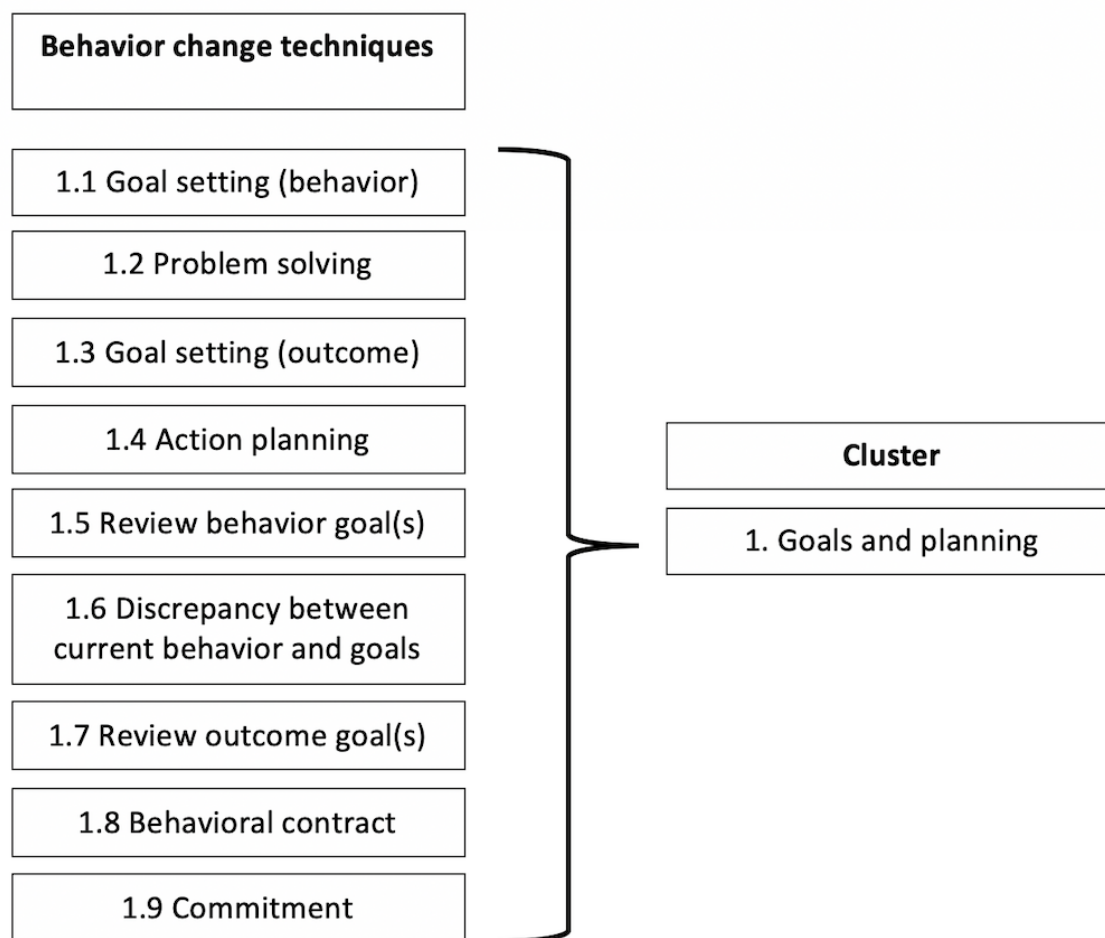 Behavior change techniques
1.1 Goal setting (behavior)
1.2 Problem solving
1.3 Goal setting (outcome)
1.4 Action planning
1.5 Review behavior goal(s)
1.6 Discrepancy between
current behavior and goals
1.7 Review outcome goal(s)
1.8 Behavioral contract
1.9 Commitment
Cluster
1. Goals and planning